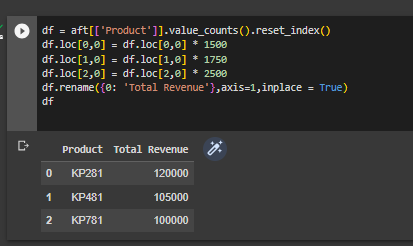 df = aft[['Product']].value_counts().reset_index()
df.loc[0,0] = df.loc[0,0] * 1500
df.loc[1,0] = df.loc[1,0] * 1750
df.loc[2,0] = df.loc[2,0] * 2500
df.rename({0: 'Total Revenue'},axis=1,inplace = True)
df
Product Total Revenue
0 KP281 120000
1 KP481 105000
2 KP781 100000